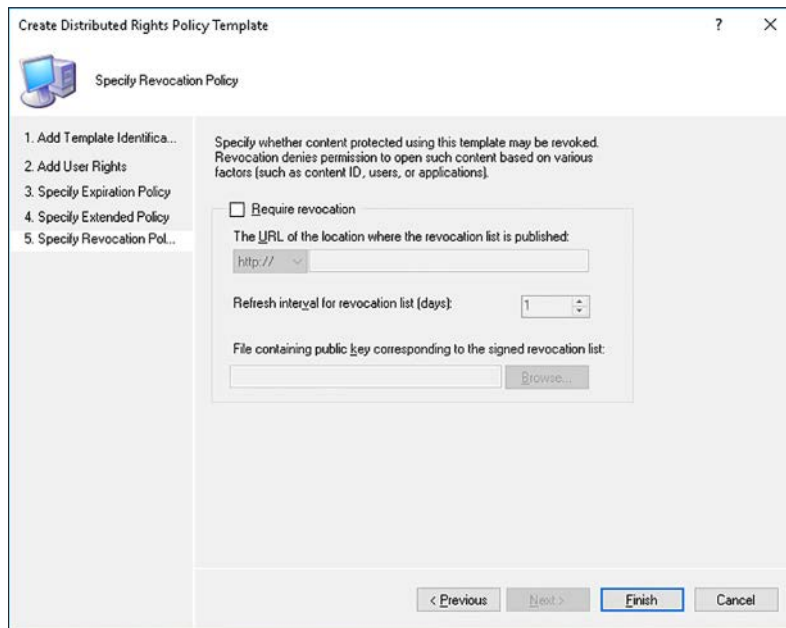 Create Distributed Rights Policy Template
?
Specify Revocation Policy
1. Add Template Identifica...
2. Add User Rights
3. Specify Expiration Policy
4. Specify Extended Policy
5. Specify Revocation Pol...
Specify whether content protected using this template may be revoked.
Revocation denies permission to open such content based on various
factors (such as content ID, users, or applications).
Require revocation
The URL of the location where the revocation list is published:
http://
Refresh interval for revocation list (days):
1
File containing public key corresponding to the signed revocation list:
Browse...
< Previous
Next >
Finish
Cancel